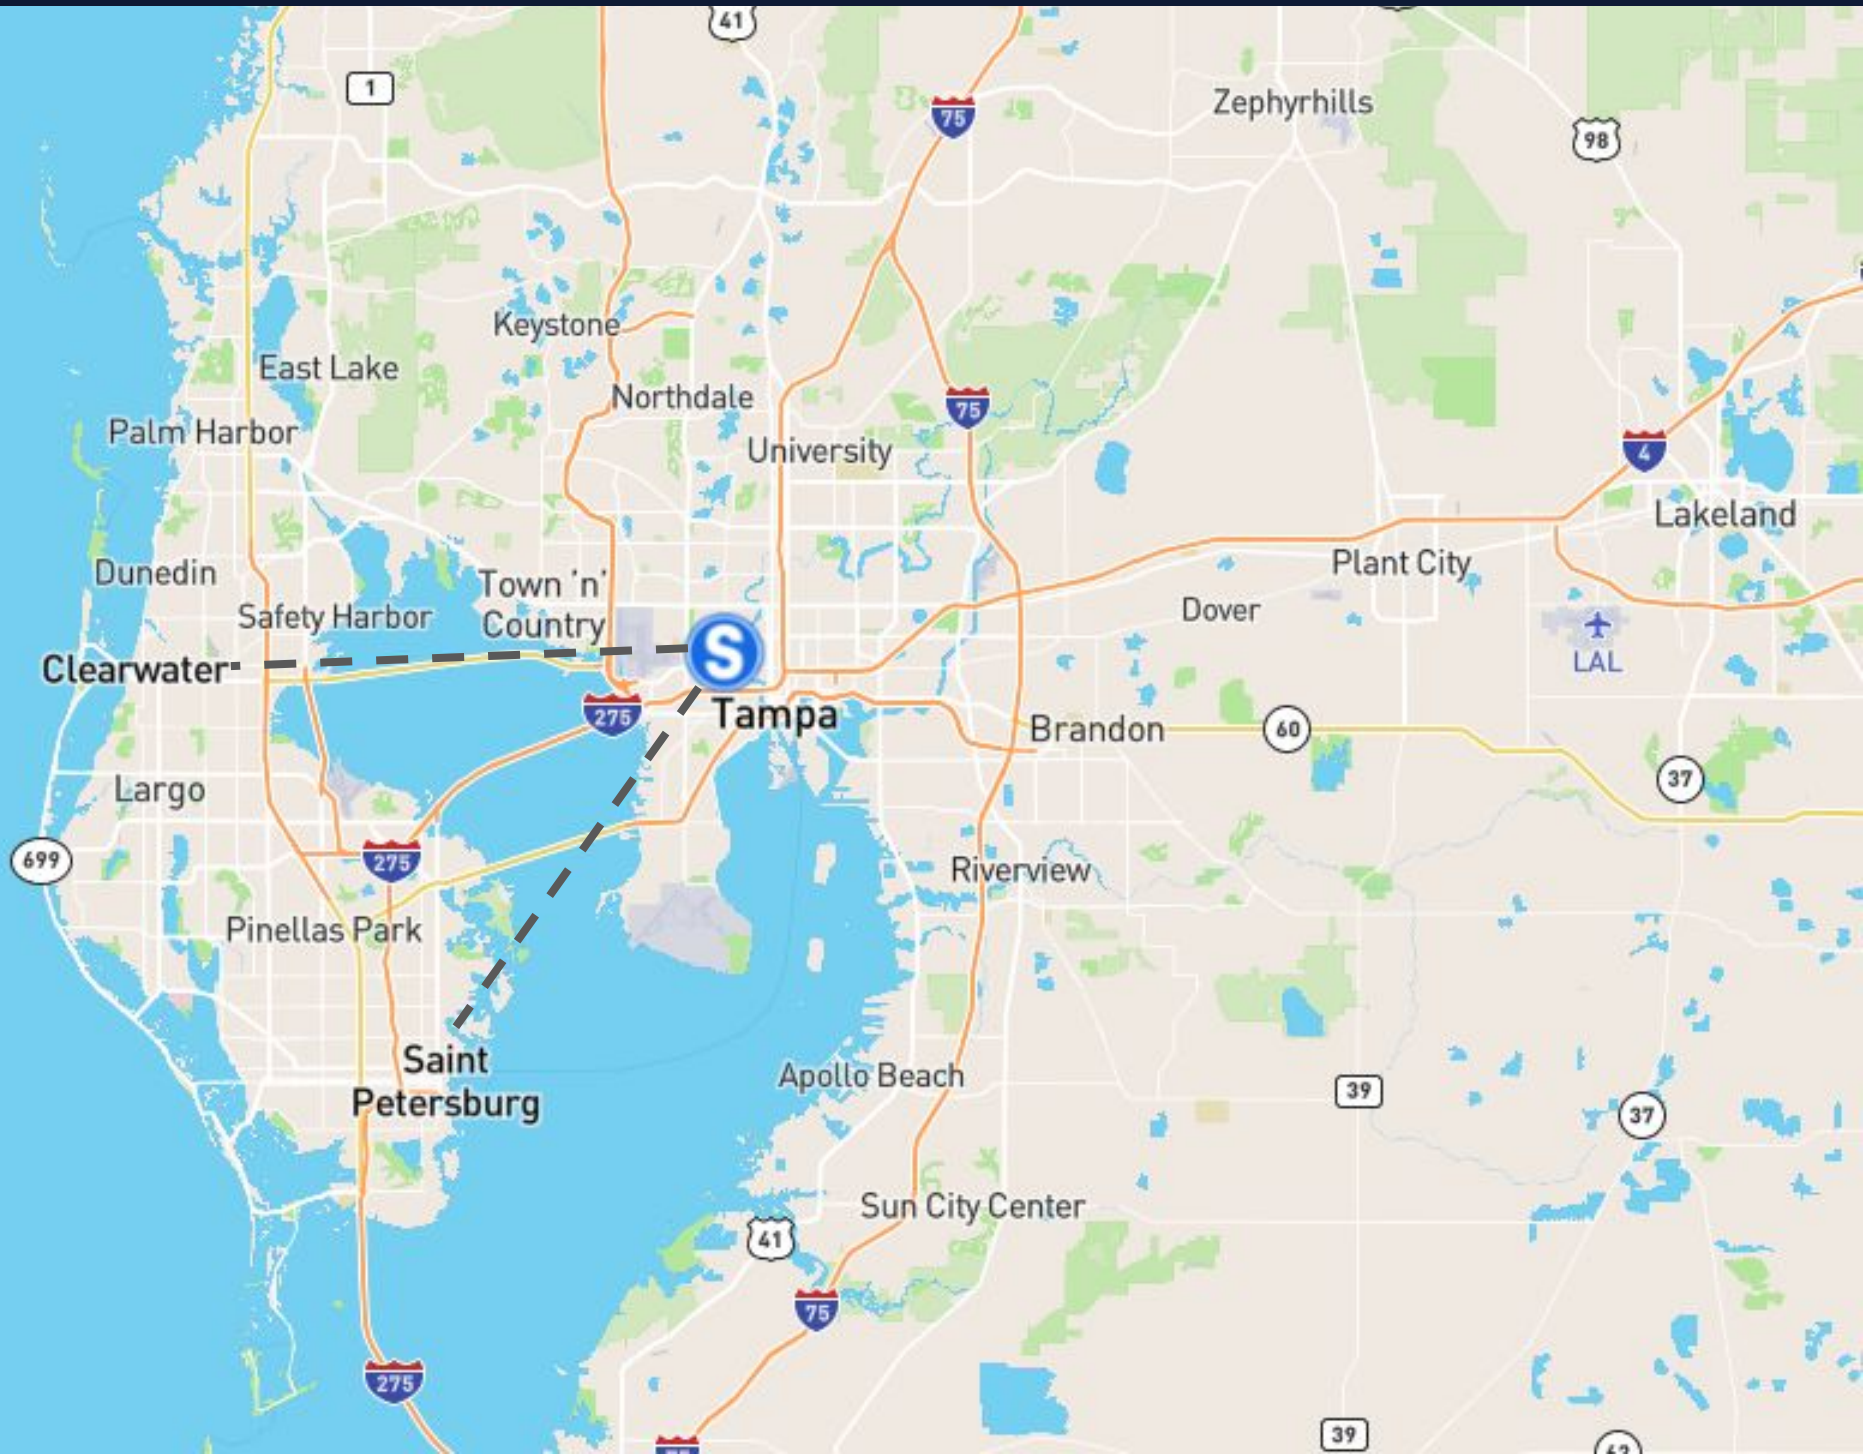 41
1
75
Zephyrhills
98
Keystone
East Lake
Northdale
75
Palm Harbor
University
4
Lakeland
Dunedin
Town 'n'
Country
Plant City
Safety Harbor
Dover
S
Clearwater
LAL
275
Tampa
Brandon
60
37
Largo
699
275
Riverview
Pinellas Park
Saint
Petersburg
Apollo Beach
39
37
Sun City Center
41
75
275
39